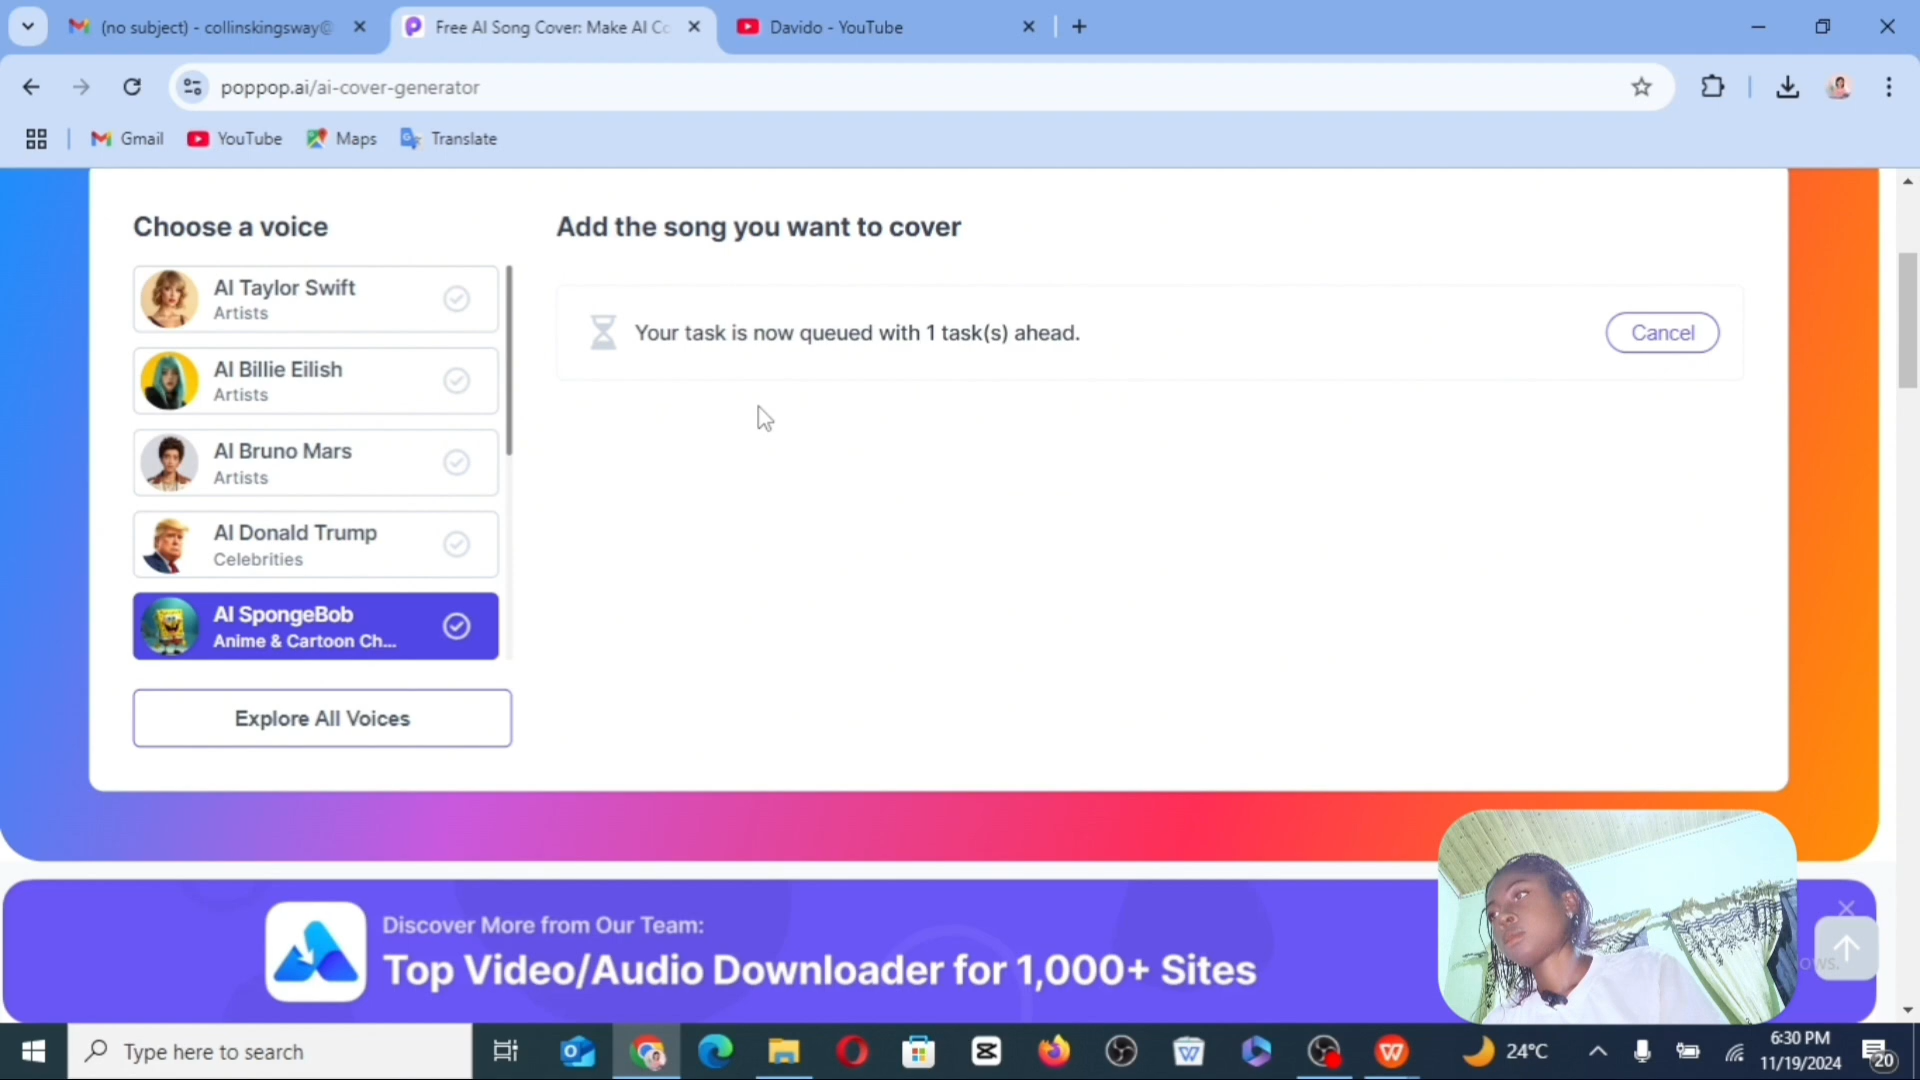 (no subject) - collinskingsway@
Free AI Song Cover: Make AI Co
Davido - YouTube
poppop.ai/ai-cover-generator
Gmail
YouTube
Maps
Translate
Choose a voice
Add the song you want to cover
AI Taylor Swift
Artists
Your task is now queued with 1 task(s) ahead.
Cancel
AI Billie Eilish
Artists
AI Bruno Mars
Artists
AI Donald Trump
Celebrities
AI SpongeBob
Anime & Cartoon Ch...
Explore All Voices
Discover More from Our Team:
Top Video/Audio Downloader for 1,000+ Sites
ows.
Type here to search
24°C
6:30 PM
11/19/2024
20